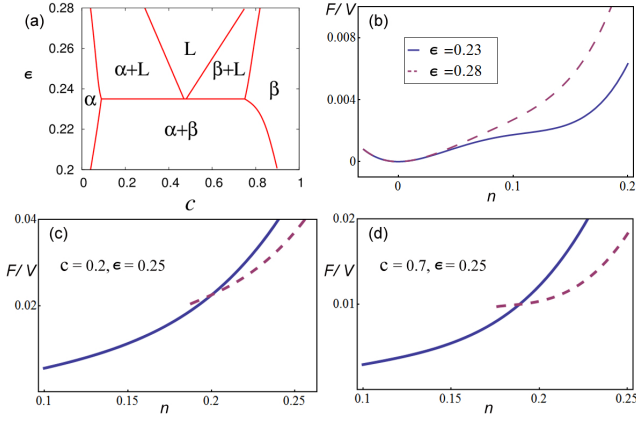 (a)
0.28
0.26
ϵ
0.24
0.22
0.2
L
α+L
β+L
α
β
α+β
0
0.2
0.4
0.6
0.8
1
c
(b)
F/V
0.008
0.004
0
ϵ=0.23
ϵ=0.28
0
0.1
0.2
n
(c)
0.04
F/V
0.02
c = 0.2, ϵ = 0.25
0.1
0.15
0.2
0.25
n
(d)
0.02
F/V
0.01
c = 0.7, ϵ = 0.25
0.1
0.15
0.2
0.25
n